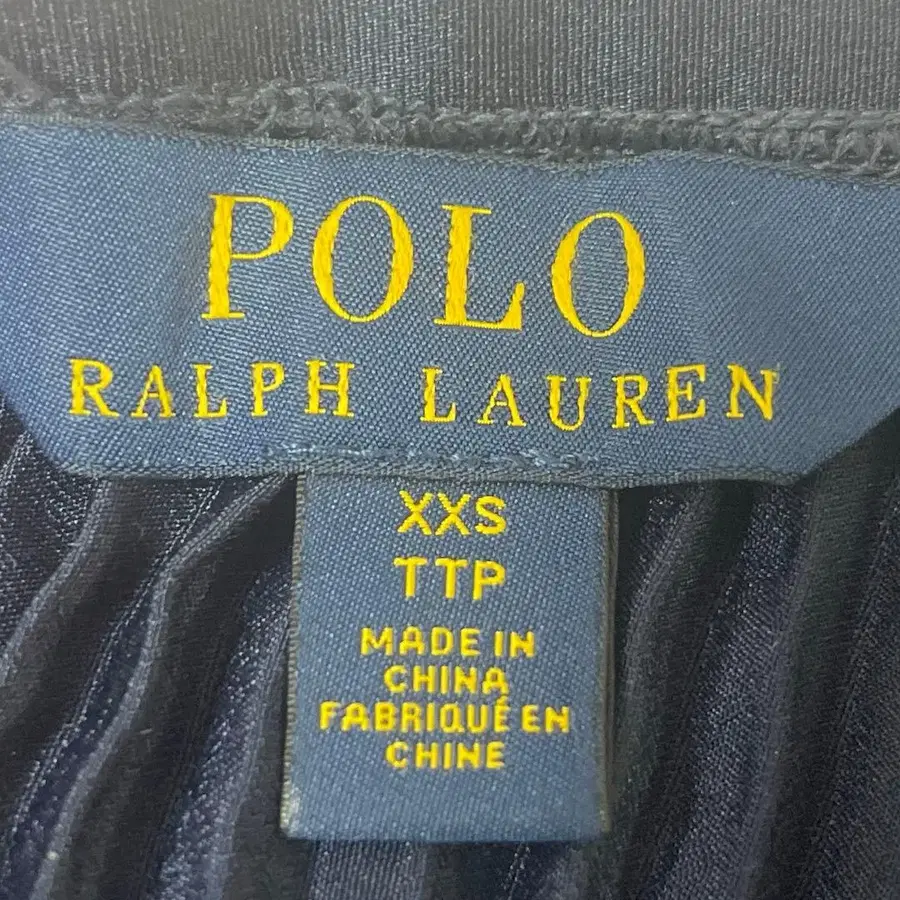 POLO
RALPH LAUREN
XXS
TTP
MADE IN
CHINA
FABRIQUÉ EN
CHINE